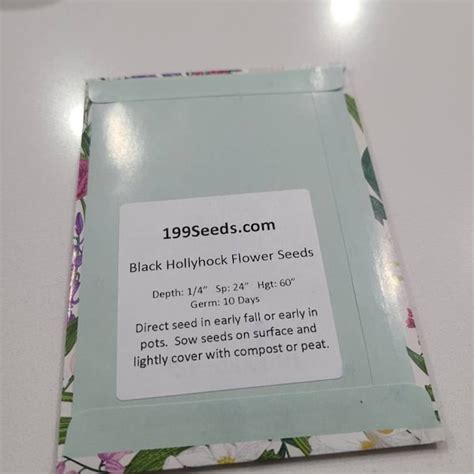 199Seeds.com
Black Hollyhock Flower Seeds
Depth: 1/4" Sp: 24" Hgt: 60"
Germ: 10 Days
Direct seed in early fall or early in
pots. Sow seeds on surface and
lightly cover with compost or peat.